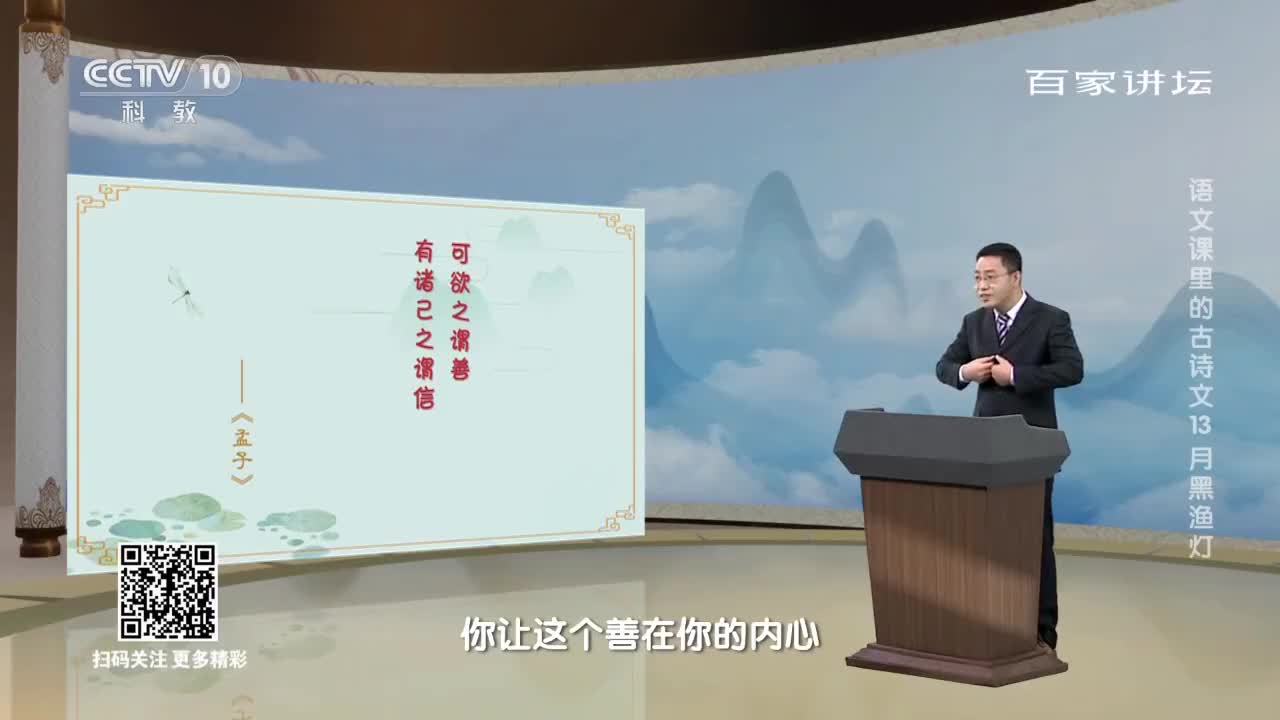 CCTV 10
科教
百家讲坛
语文课里的古诗文13 月黑渔灯
可欲之谓善
有诸己之谓信
——《孟子》
你让这个善在你的内心
扫码关注 更多精彩